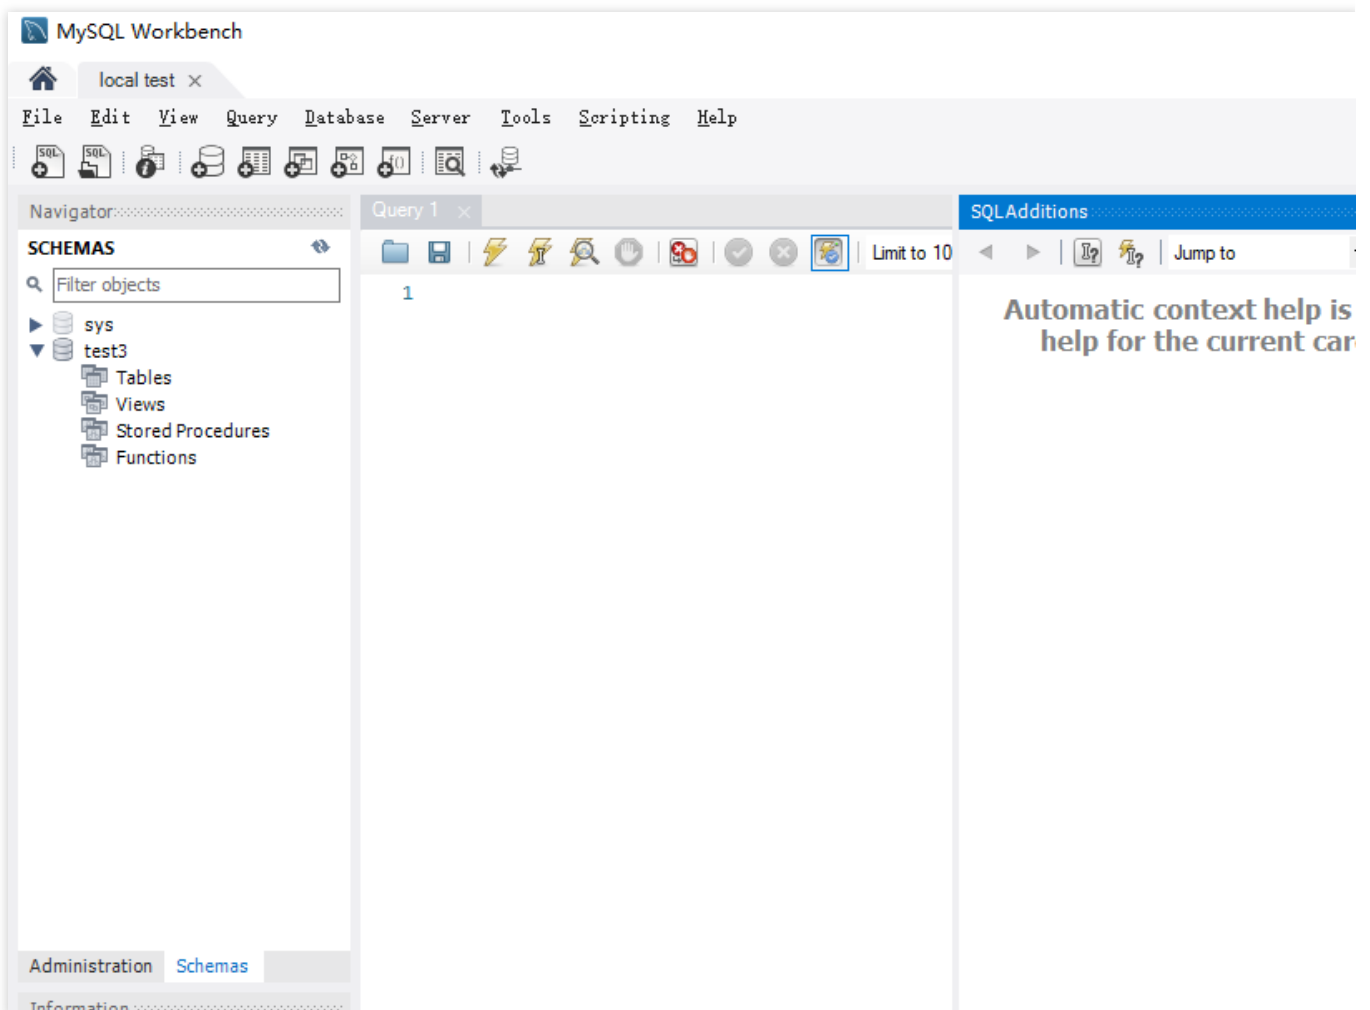 MySQL Workbench
local test
File Edit View Query Database Server Tools Scripting Help
Navigator
SCHEMAS
Filter objects
sys
test3
Tables
Views
Stored Procedures
Functions
Administration Schemas
Information
Query 1
Limit to 10
1
SQLAdditions
Jump to
Automatic context help is
help for the current car